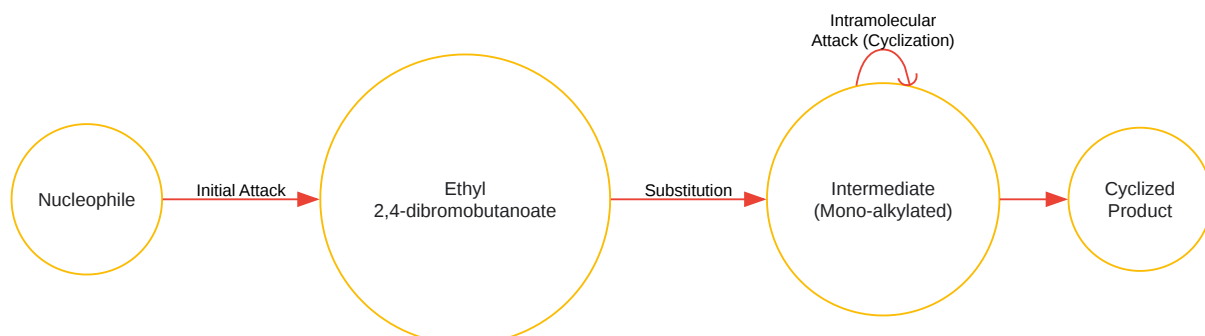 Nucleophile
Initial Attack
Ethyl
2,4-dibromobutanoate
Substitution
Intramolecular
Attack (Cyclization)
Intermediate
(Mono-alkylated)
Cyclized
Product